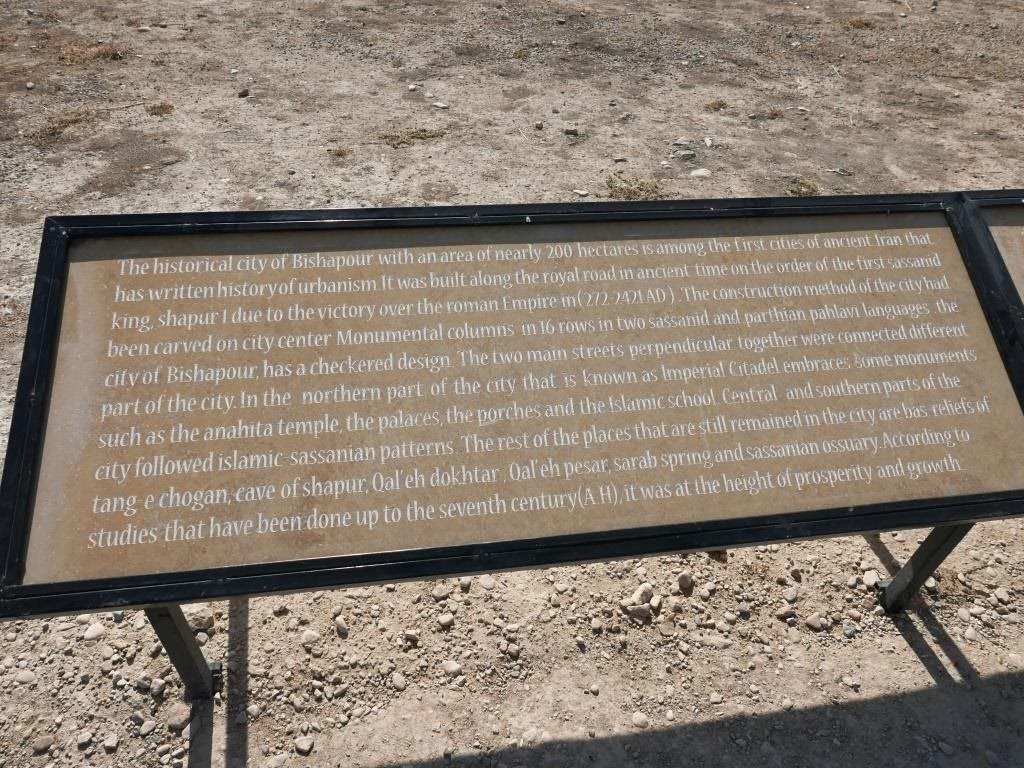 The historical city of Bishapour with an area of nearly 200 hectares is among the first cities of ancient Iran that
has written history of urbanism. It was built along the royal road in ancient time on the order of the first sassanid
king, shapur I due to the victory over the roman Empire in (272, 2421 AD). The construction method of the city had
been carved on city center Monumental columns in 16 rows in two sassanid and parthian pahlavi languages. the
city of Bishapour, has a checkered design. The two main streets perpendicular together were connected different
part of the city. In the northern part of the city that is known as Imperial Citadel embraces some monuments
such as the anahita temple, the palaces, the porches and the Islamic school. Central and southern parts of the
city followed islamic-sassanian patterns. The rest of the places that are still remained in the city are bas-reliefs of
tang-e chogan, cave of shapur, Qal'eh dokhtar, Qal'eh pesar, sarab spring and sassanian ossuary. According to
studies that have been done up to the seventh century (A.H), it was at the height of prosperity and growth.